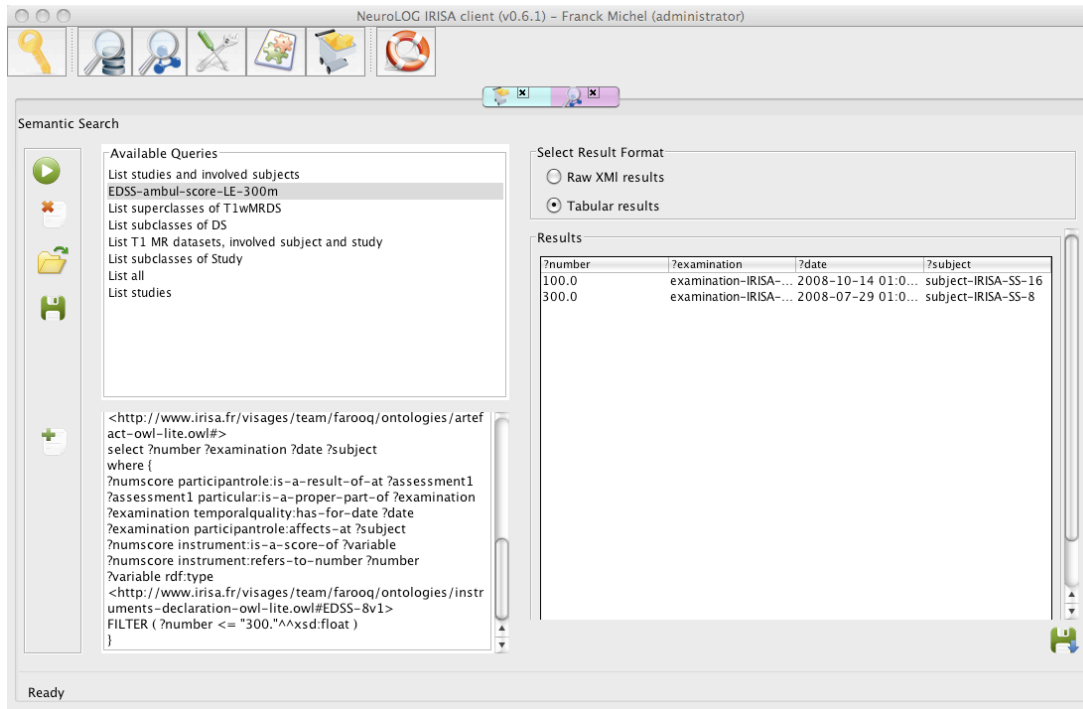 NeuroLOG IRISA client (v0.6.1) – Franck Michel (administrator)
Semantic Search
Available Queries
List studies and involved subjects
EDSS-ambul-score-LE-300m
List superclasses of T1wMRDS
List subclasses of DS
List T1 MR datasets, involved subject and study
List subclasses of Study
List all
List studies
<http://www.irisa.fr/visages/team/farooq/ontologies/artef
act-owl-lite.owl#>
select ?number ?examination ?date ?subject
where {
?numscore participantrole:is-a-result-of-at ?assessment1
?assessment1 particular:is-a-proper-part-of ?examination
?examination temporalquality:has-for-date ?date
?examination participantrole:affects-at ?subject
?numscore instrument:is-a-score-of ?variable
?numscore instrument:refers-to-number ?number
?variable rdf:type
<http://www.irisa.fr/visages/team/farooq/ontologies/instr
uments-declaration-owl-lite.owl#EDSS-8v1>
FILTER ( ?number <= "300."^^xsd:float )
}
Select Result Format
Raw XMl results
Tabular results
Results
?number ?examination ?date ?subject
100.0 examination-IRISA-... 2008-10-14 01:0... subject-IRISA-SS-16
300.0 examination-IRISA-... 2008-07-29 01:0... subject-IRISA-SS-8
Ready